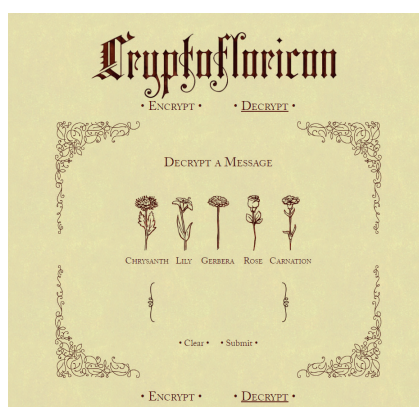 Cryptofloricon
• Encrypt • • Decrypt •
Decrypt a Message
Chrysanth Lily Gerbera Rose Carnation
• Clear • • Submit •
• Encrypt • • Decrypt •